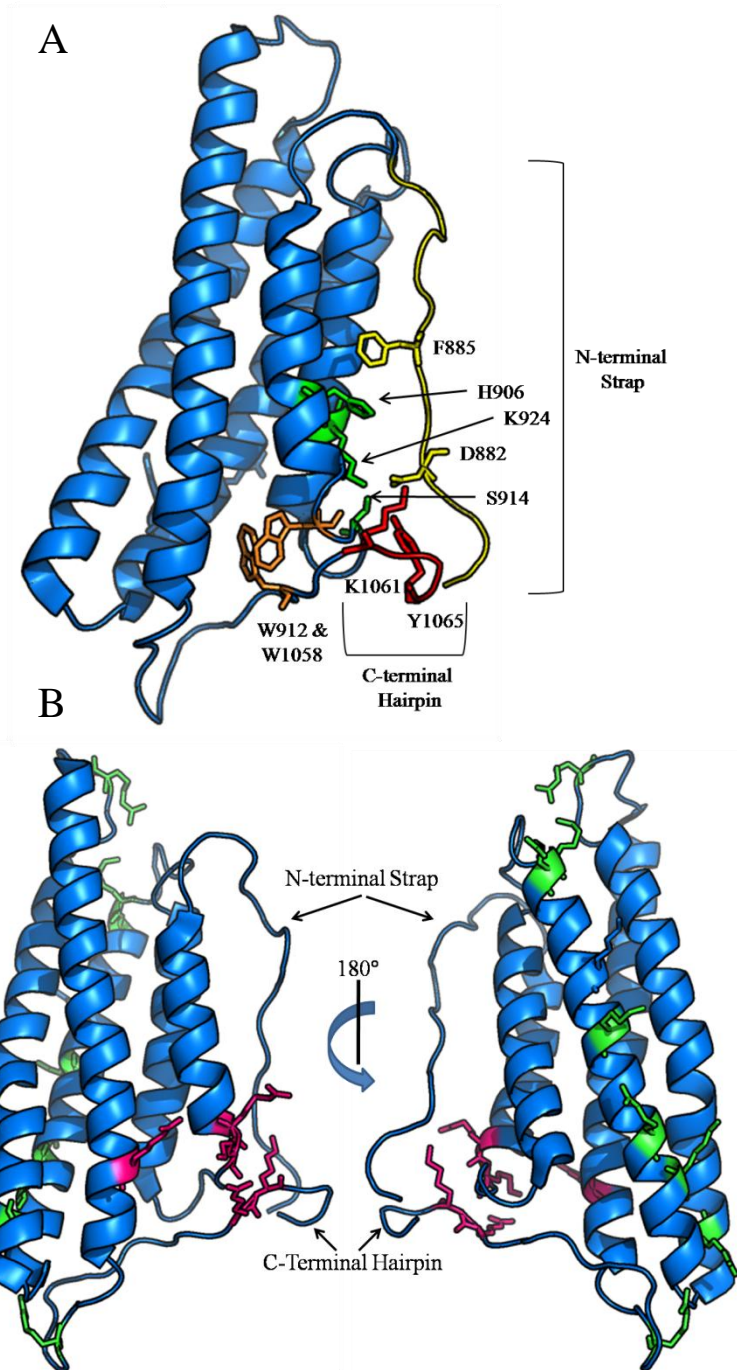 A
F885
N-terminal
Strap
H906
K924
D882
S914
K1061
Y1065
W912 &
W1058
C-terminal
Hairpin
B
N-terminal Strap
180°
C-Terminal Hairpin